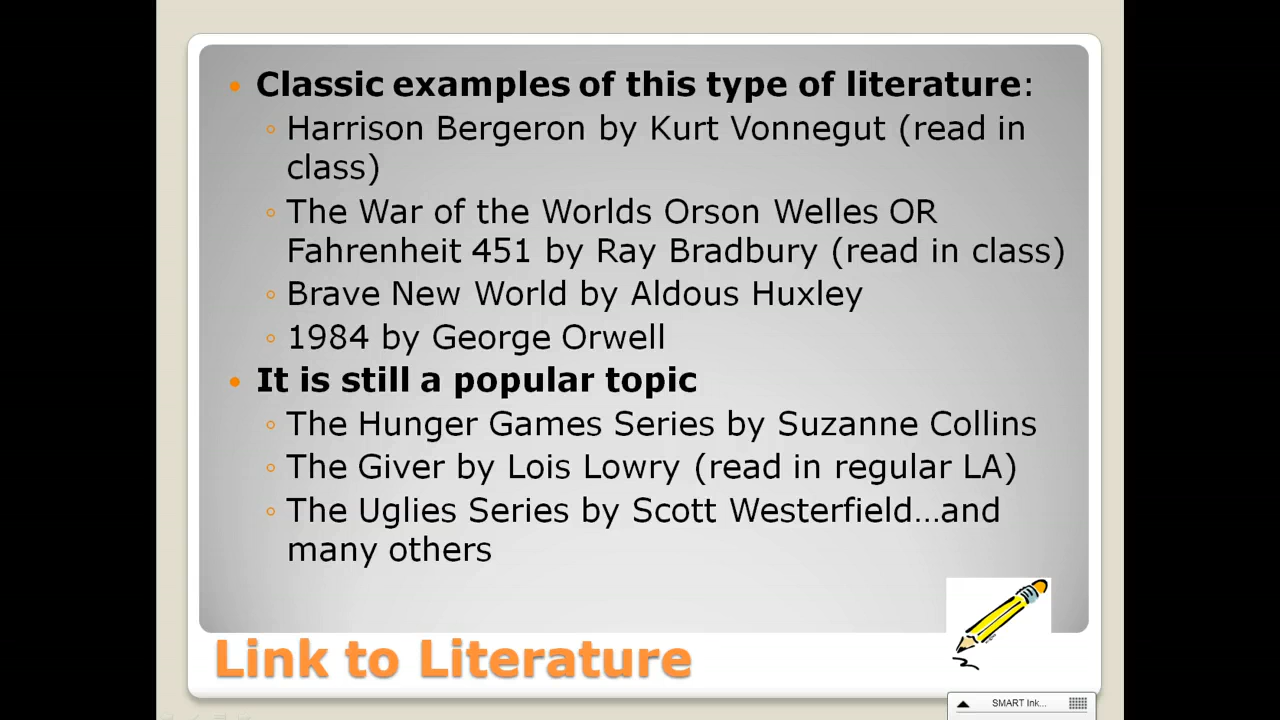 Classic examples of this type of literature:
Harrison Bergeron by Kurt Vonnegut (read in
class)
The War of the Worlds Orson Welles OR
Fahrenheit 451 by Ray Bradbury (read in class)
Brave New World by Aldous Huxley
1984 by George Orwell
It is still a popular topic
The Hunger Games Series by Suzanne Collins
The Giver by Lois Lowry (read in regular LA)
The Uglies Series by Scott Westerfield…and
many others
Link to Literature
SMART Ink...